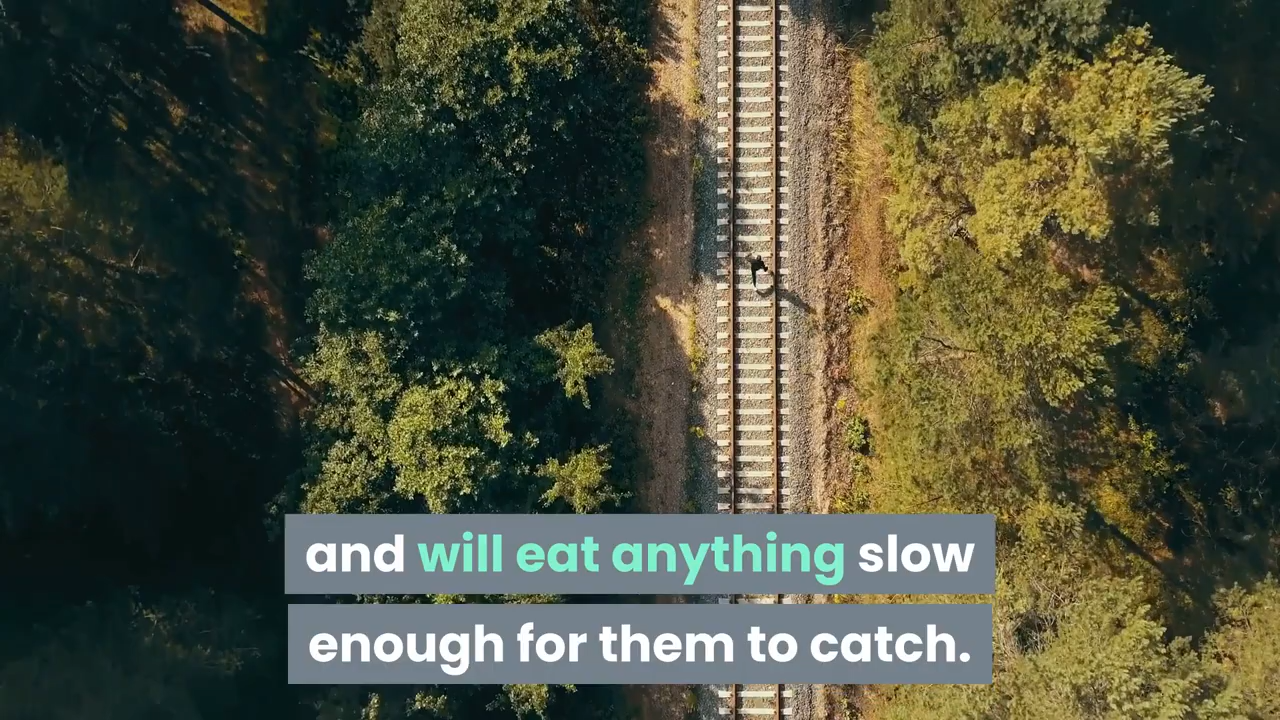 and will eat anything slow
enough for them to catch.